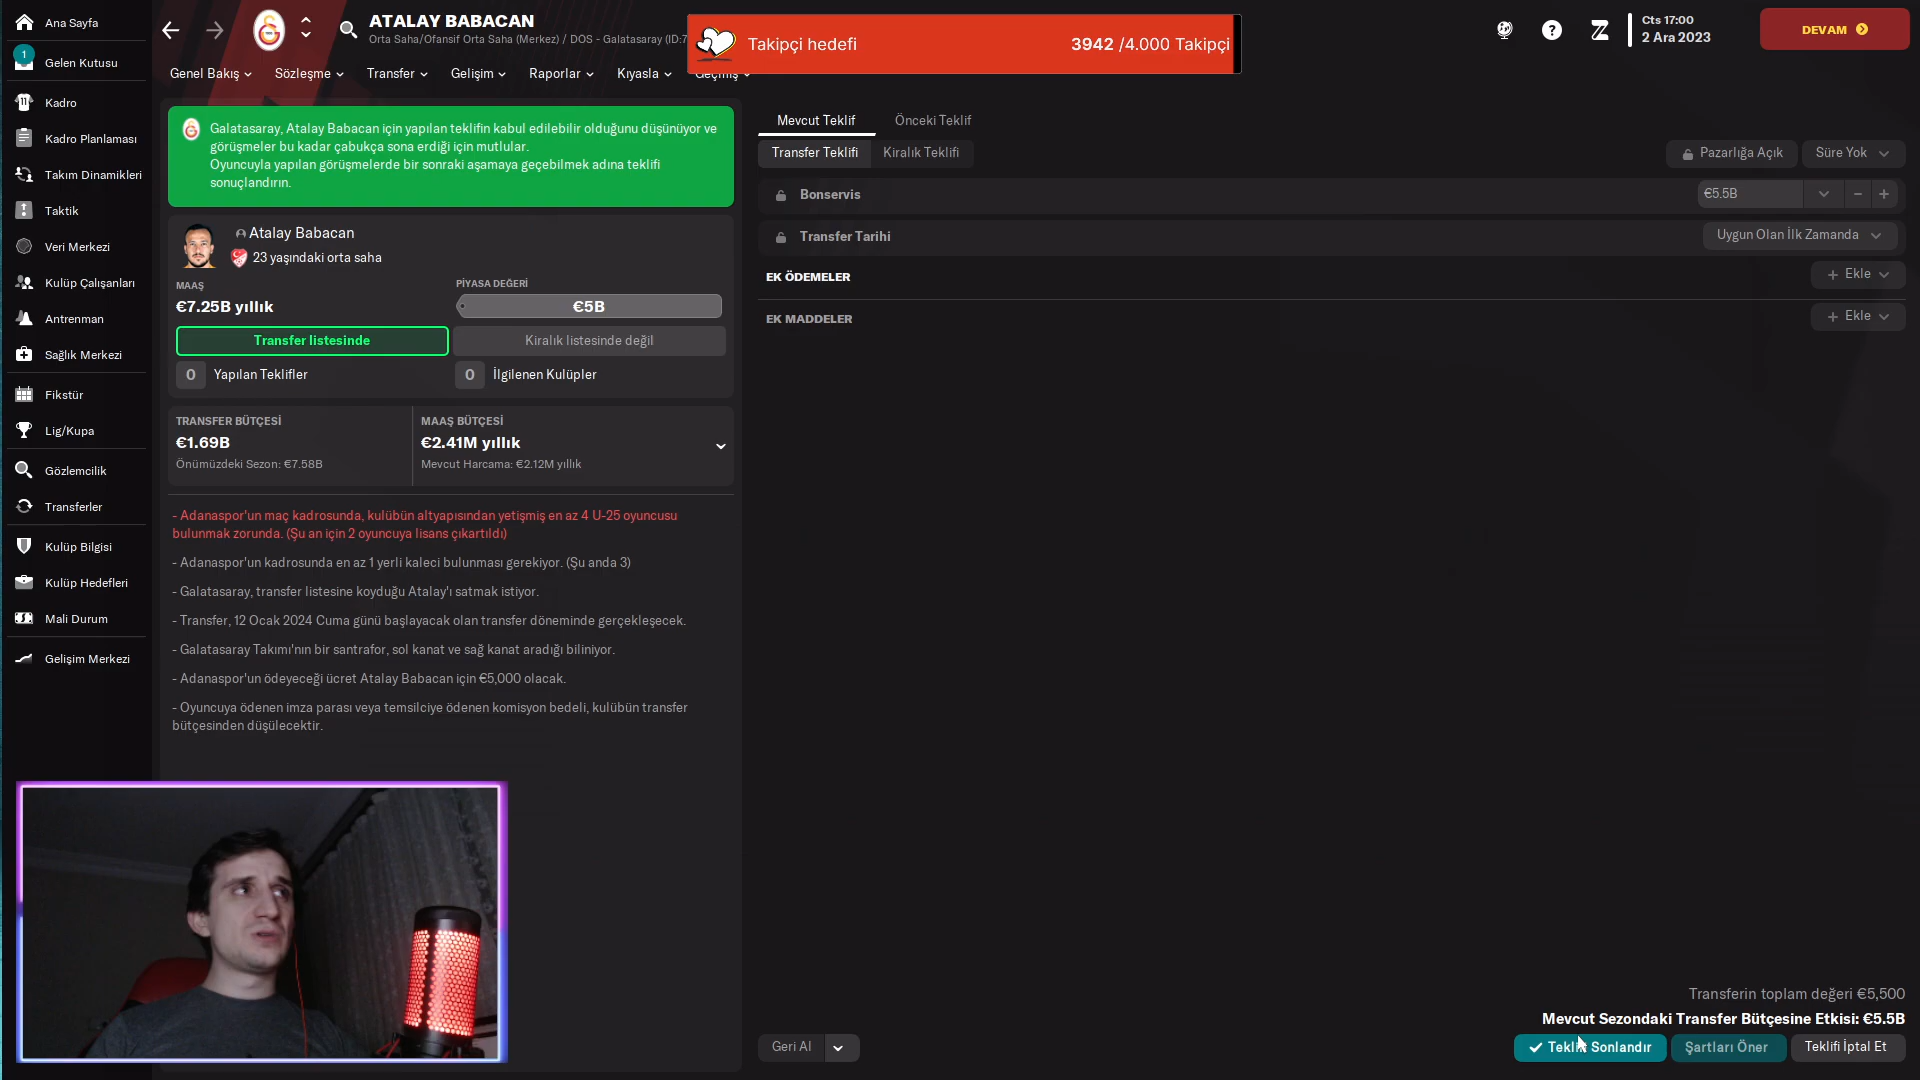 Ana Sayfa
1
Gelen Kutusu
Kadro
Kadro Planlaması
Takım Dinamikleri
Taktik
Veri Merkezi
Kulüp Çalışanları
Antrenman
Sağlık Merkezi
Fikstür
Lig/Kupa
Gözlemcilik
Transferler
Kulüp Bilgisi
Kulüp Hedefleri
Mali Durum
Gelişim Merkezi
ATALAY BABACAN
Orta Saha/Ofansif Orta Saha (Merkez) / DOS - Galatasaray (ID:7
Takipçi hedefi
3942 /4.000 Takipçi
Cts 17:00
2 Ara 2023
DEVAM
Genel Bakış
Sözleşme
Transfer
Gelişim
Raporlar
Kıyasla
Geçmiş
Galatasaray, Atalay Babacan için yapılan teklifin kabul edilebilir olduğunu düşünüyor ve
görüşmeler bu kadar çabukça sona erdiği için mutlular.
Oyuncuyla yapılan görüşmelerde bir sonraki aşamaya geçebilmek adına teklifi
sonuçlandırın.
Atalay Babacan
23 yaşındaki orta saha
MAAŞ
€7.25B yıllık
PİYASA DEĞERİ
€5B
Transfer listesinde
Kiralık listesinde değil
0 Yapılan Teklifler
0 İlgilenen Kulüpler
TRANSFER BÜTÇESİ
€1.69B
Önümüzdeki Sezon: €7.58B
MAAŞ BÜTÇESİ
€2.41M yıllık
Mevcut Harcama: €2.12M yıllık
- Adanaspor'un maç kadrosunda, kulübün altyapısından yetişmiş en az 4 U-25 oyuncusu
bulunmak zorunda. (Şu an için 2 oyuncuya lisans çıkartıldı)
- Adanaspor'un kadrosunda en az 1 yerli kaleci bulunması gerekiyor. (Şu anda 3)
- Galatasaray, transfer listesine koyduğu Atalay'ı satmak istiyor.
- Transfer, 12 Ocak 2024 Cuma günü başlayacak olan transfer döneminde gerçekleşecek.
- Galatasaray Takımı'nın bir santrafor, sol kanat ve sağ kanat aradığı biliniyor.
- Adanaspor'un ödeyeceği ücret Atalay Babacan için €5,000 olacak.
- Oyuncuya ödenen imza parası veya temsilciye ödenen komisyon bedeli, kulübün transfer
bütçesinden düşülecektir.
Mevcut Teklif
Önceki Teklif
Transfer Teklifi
Kiralık Teklifi
Pazarlığa Açık
Süre Yok
Bonservis
€5.5B
Transfer Tarihi
Uygun Olan İlk Zamanda
EK ÖDEMELER
Ekle
EK MADDELER
Ekle
Transferin toplam değeri €5,500
Mevcut Sezondaki Transfer Bütçesine Etkisi: €5.5B
Geri Al
Teklifi Sonlandır
Şartları Öner
Teklifi İptal Et